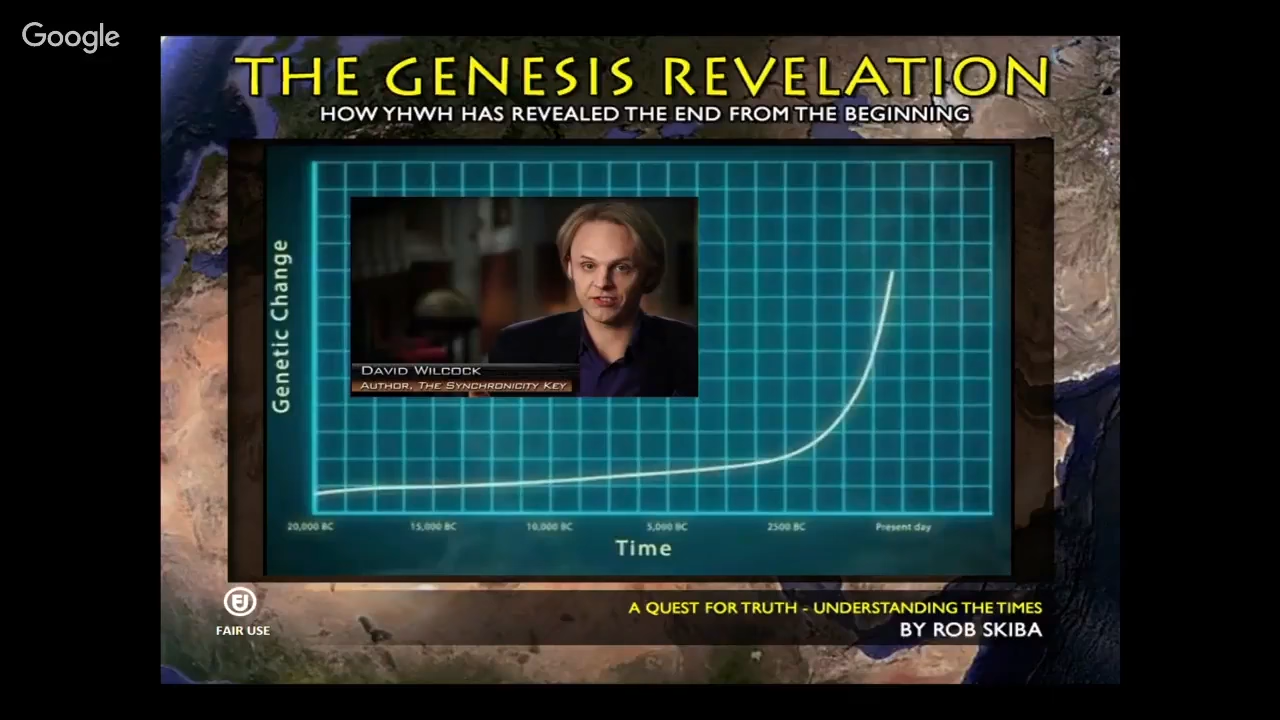 Google
THE GENESIS REVELATION
HOW YHWH HAS REVEALED THE END FROM THE BEGINNING
Genetic Change
DAVID WILCOCK
AUTHOR, THE SYNCHRONICITY KEY
20,000 BC 15,000 BC 10,000 BC 5,000 BC 2500 BC Present day
Time
EJ
FAIR USE
A QUEST FOR TRUTH - UNDERSTANDING THE TIMES
BY ROB SKIBA